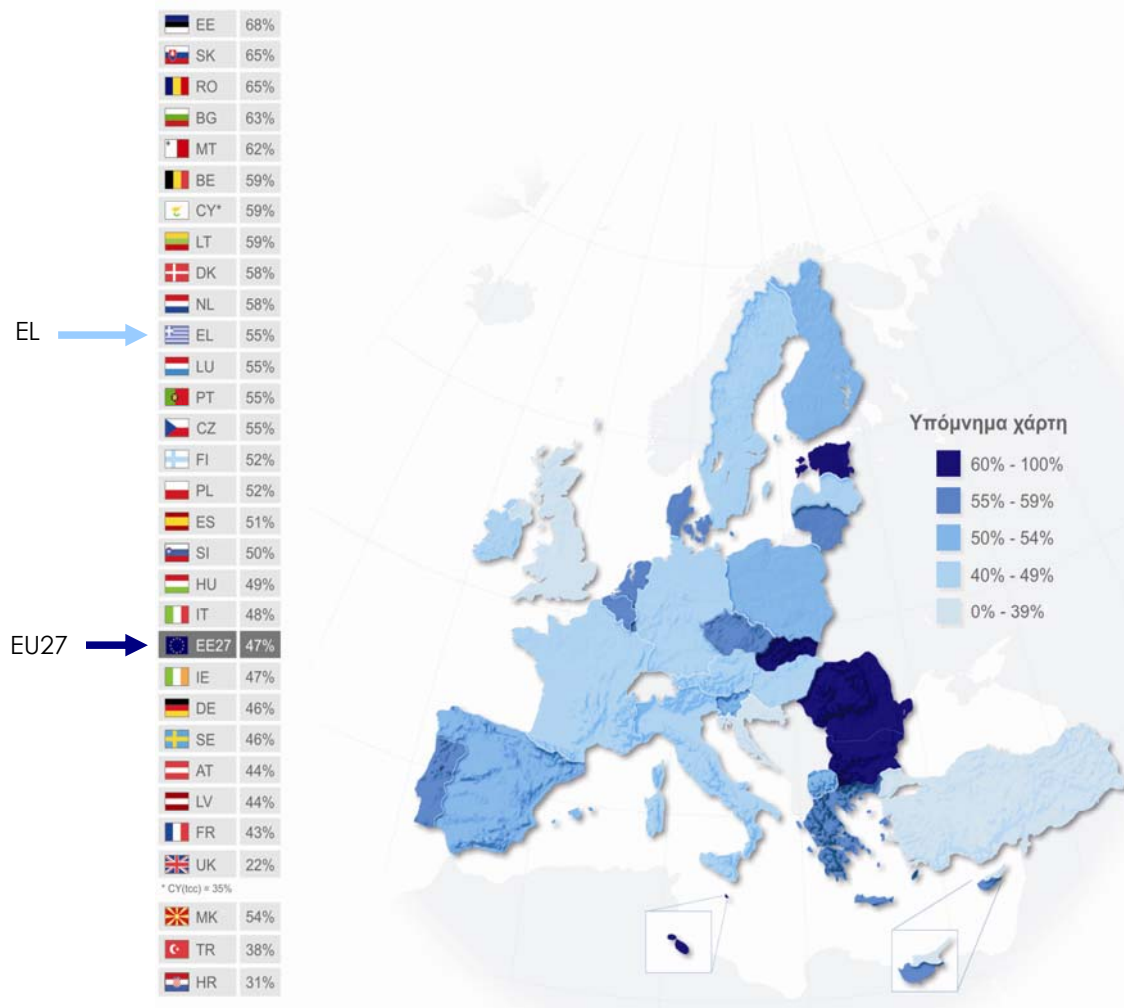 EE 68%
SK 65%
RO 65%
BG 63%
MT 62%
BE 59%
CY* 59%
LT 59%
DK 58%
NL 58%
EL EL 55%
LU 55%
PT 55%
CZ 55%
FI 52%
PL 52%
ES 51%
SI 50%
HU 49%
IT 48%
EU27 EE27 47%
IE 47%
DE 46%
SE 46%
AT 44%
LV 44%
FR 43%
UK 22%
* CY(tcc) = 35%
MK 54%
TR 38%
HR 31%
Υπόμνημα χάρτη
60% - 100%
55% - 59%
50% - 54%
40% - 49%
0% - 39%